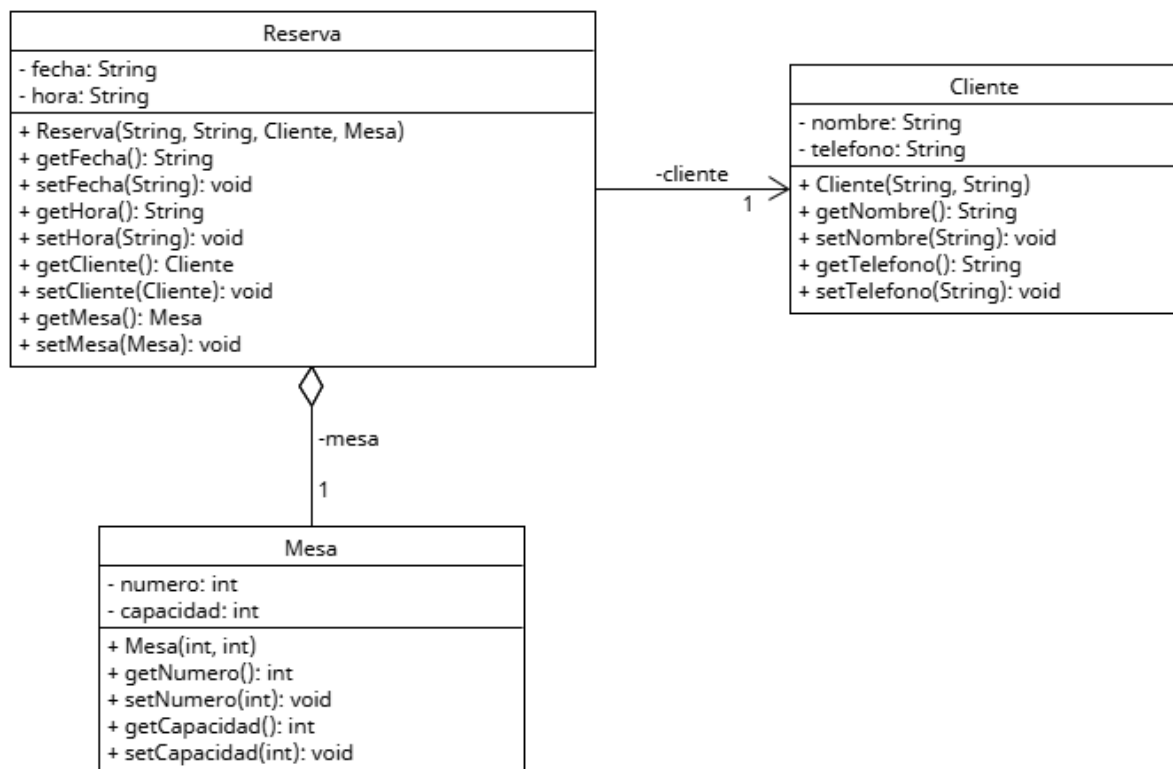 Reserva
- fecha: String
- hora: String
+ Reserva(String, String, Cliente, Mesa)
+ getFecha(): String
+ setFecha(String): void
+ getHora(): String
+ setHora(String): void
+ getCliente(): Cliente
+ setCliente(Cliente): void
+ getMesa(): Mesa
+ setMesa(Mesa): void
-cliente
1
Cliente
- nombre: String
- telefono: String
+ Cliente(String, String)
+ getNombre(): String
+ setNombre(String): void
+ getTelefono(): String
+ setTelefono(String): void
-mesa
1
Mesa
- numero: int
- capacidad: int
+ Mesa(int, int)
+ getNumero(): int
+ setNumero(int): void
+ getCapacidad(): int
+ setCapacidad(int): void